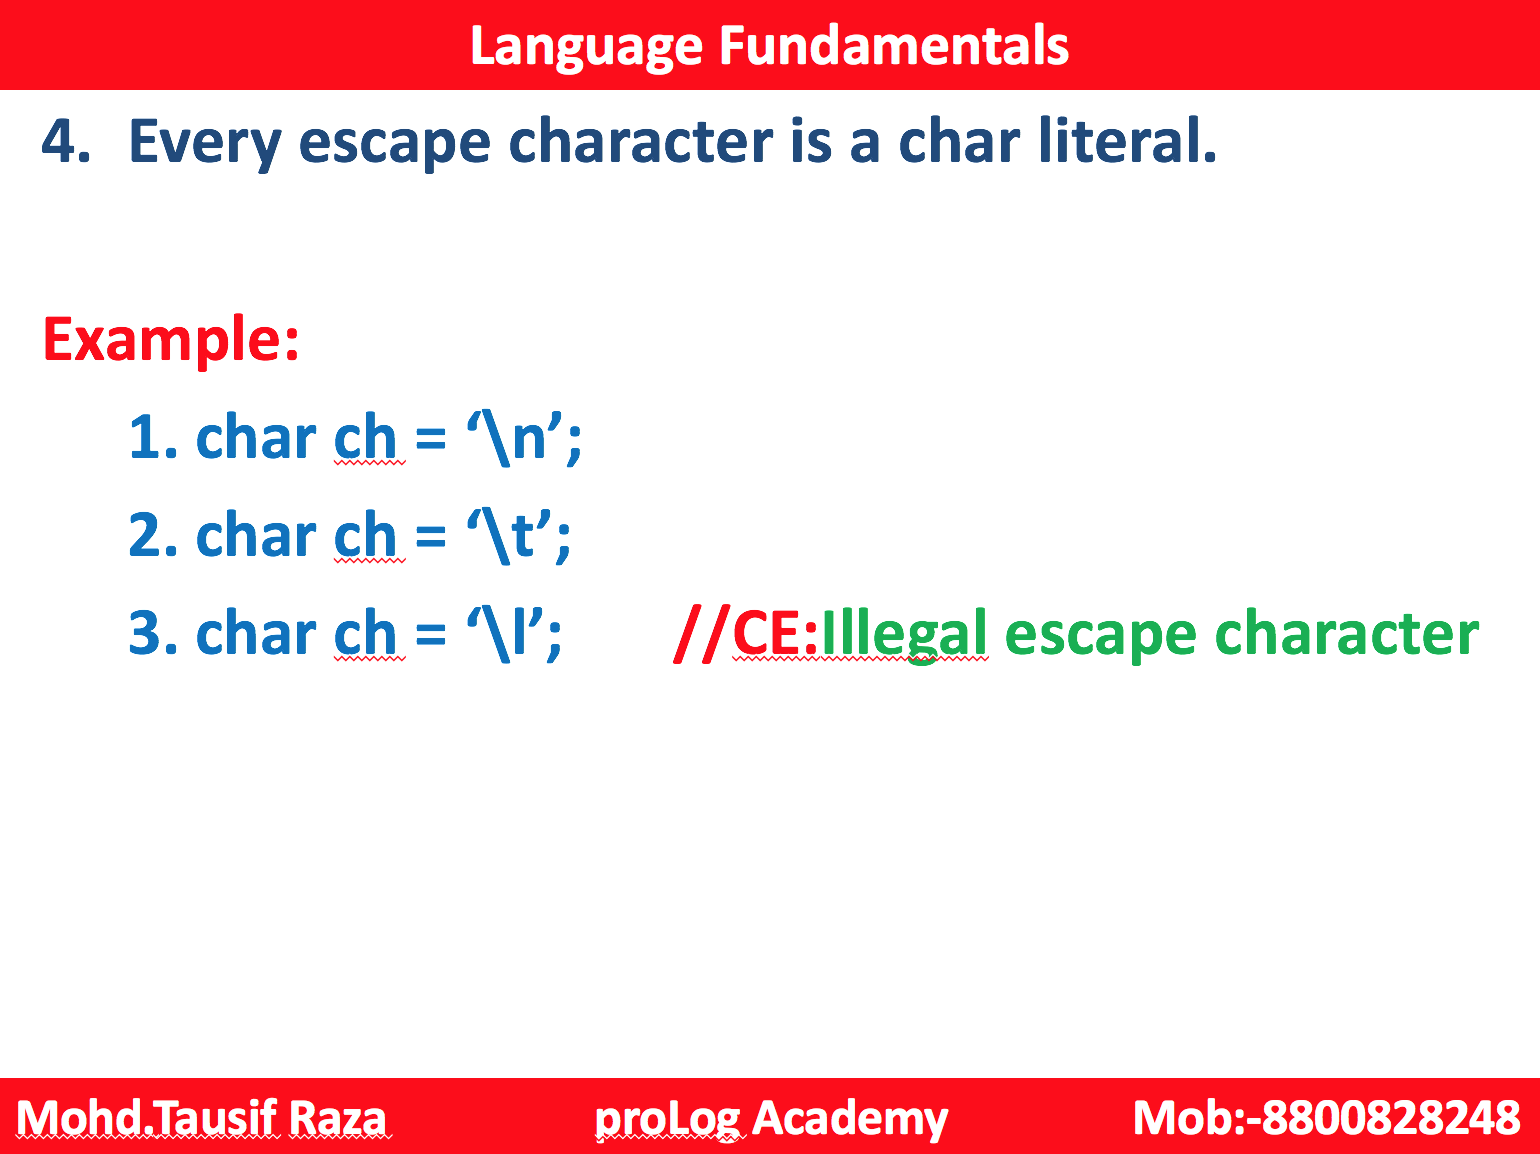 Language Fundamentals
4. Every escape character is a char literal.
Example:
1. char ch = ‘\n’;
2. char ch = ‘\t’;
3. char ch = ‘\l’; //CE:Illegal escape character
Mohd.Tausif Raza proLog Academy Mob:-8800828248